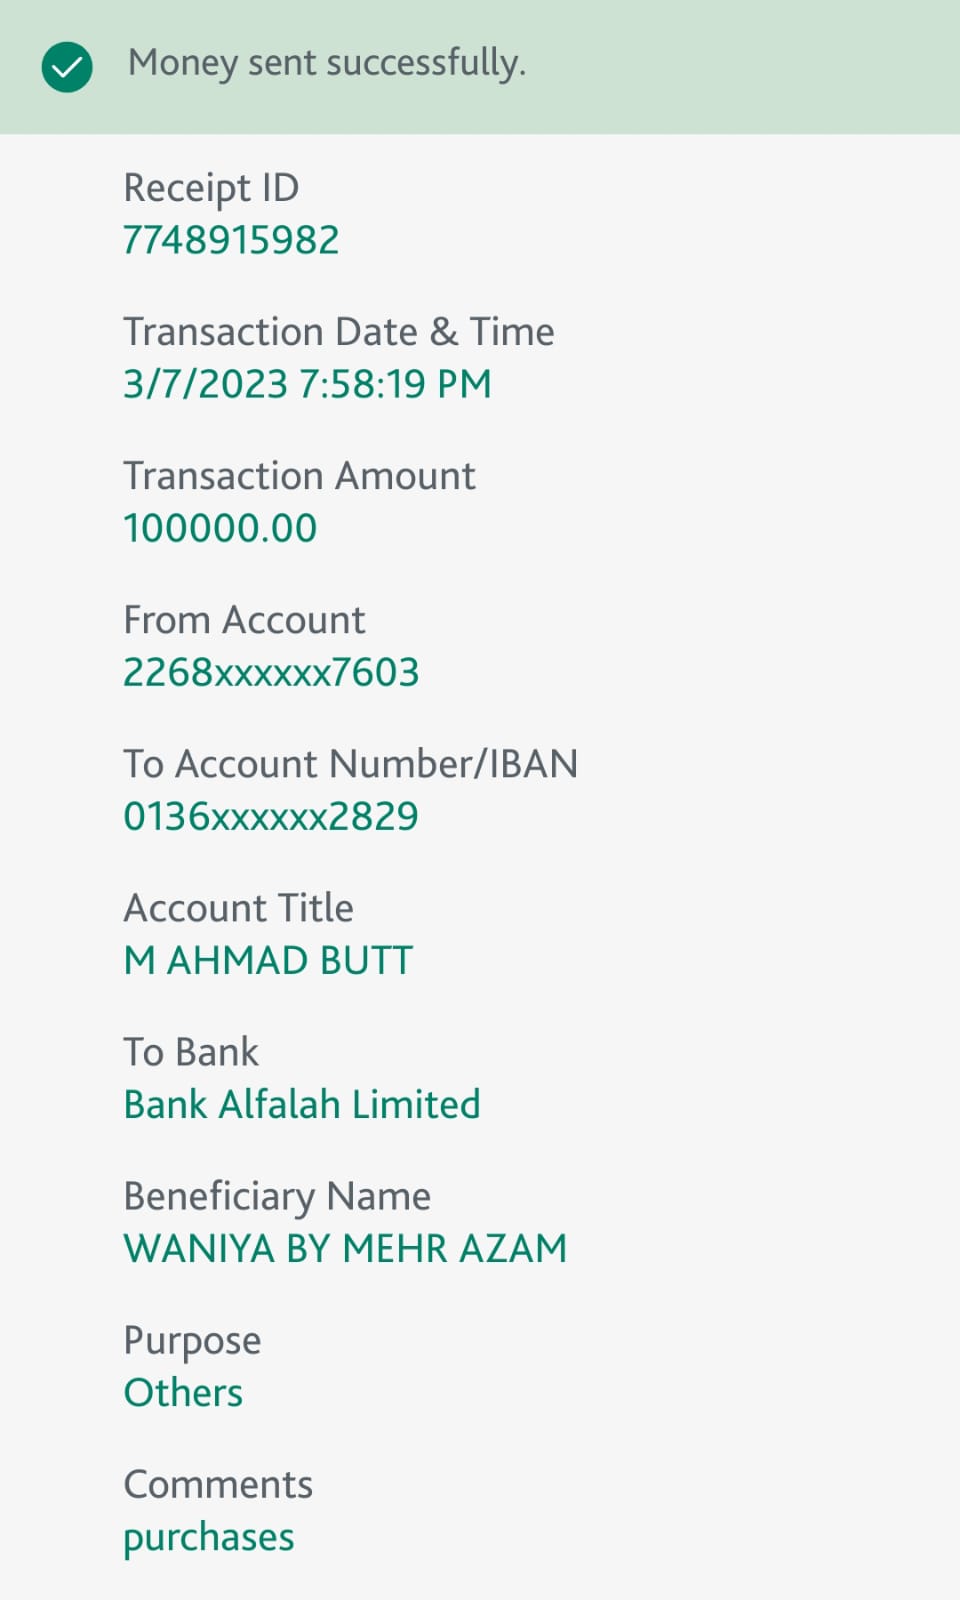 Money sent successfully.
Receipt ID
7748915982
Transaction Date & Time
3/7/2023 7:58:19 PM
Transaction Amount
100000.00
From Account
2268xxxxxx7603
To Account Number/IBAN
0136xxxxxx2829
Account Title
M AHMAD BUTT
To Bank
Bank Alfalah Limited
Beneficiary Name
WANIYA BY MEHR AZAM
Purpose
Others
Comments
purchases